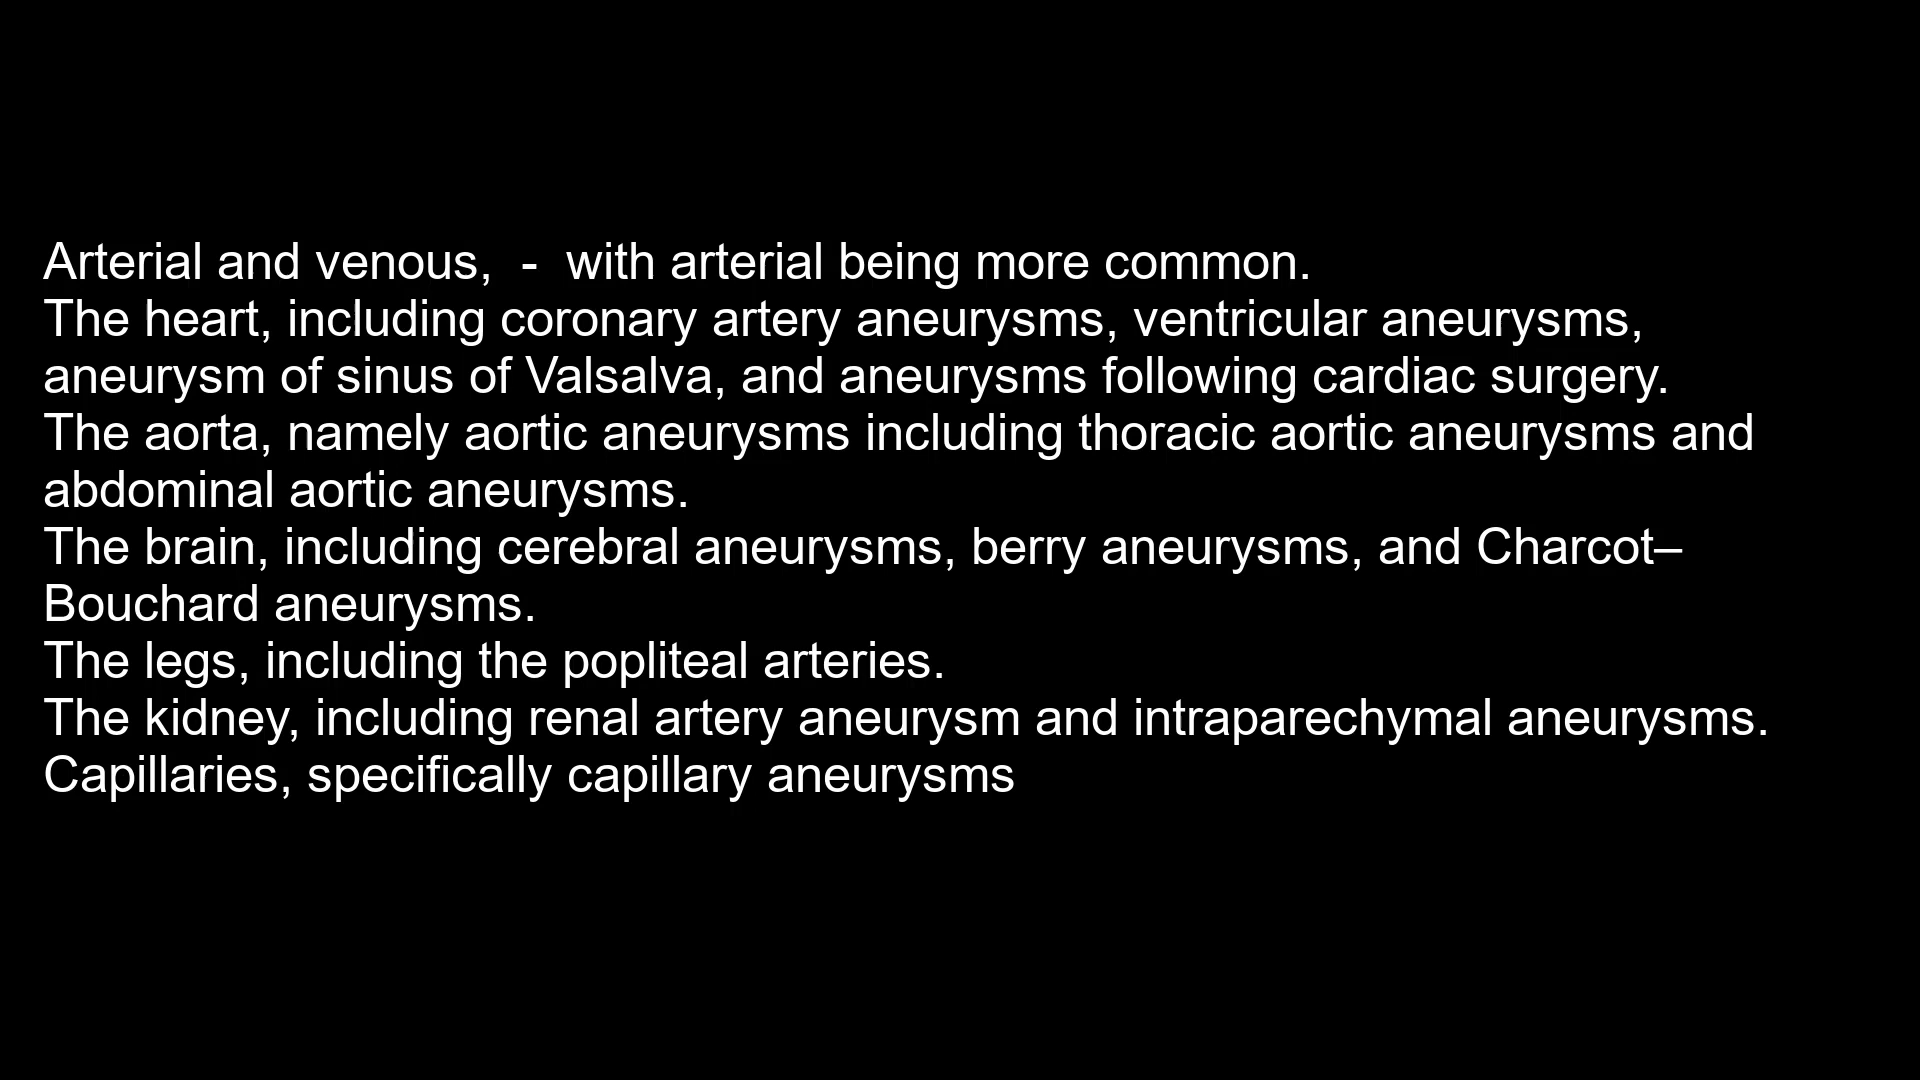 Arterial and venous,  -  with arterial being more common.
The heart, including coronary artery aneurysms, ventricular aneurysms,
aneurysm of sinus of Valsalva, and aneurysms following cardiac surgery.
The aorta, namely aortic aneurysms including thoracic aortic aneurysms and
abdominal aortic aneurysms.
The brain, including cerebral aneurysms, berry aneurysms, and Charcot–
Bouchard aneurysms.
The legs, including the popliteal arteries.
The kidney, including renal artery aneurysm and intraparechymal aneurysms.
Capillaries, specifically capillary aneurysms